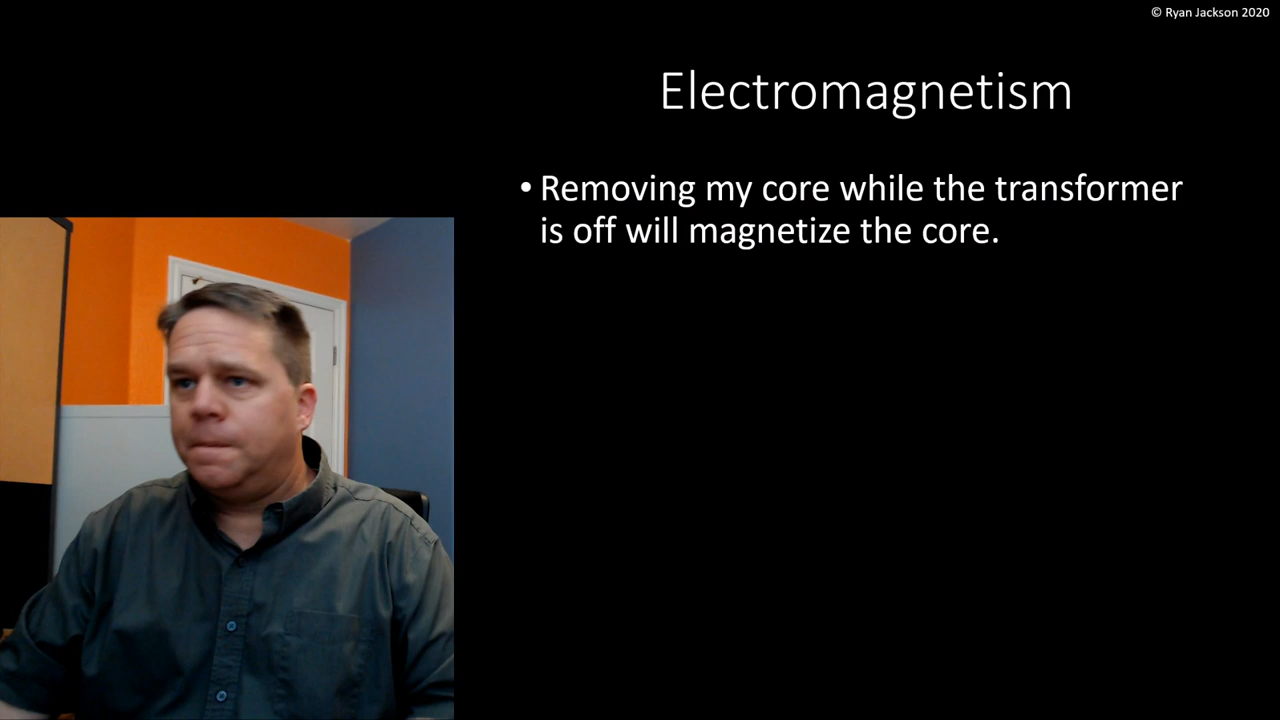 © Ryan Jackson 2020
Electromagnetism
• Removing my core while the transformer
is off will magnetize the core.